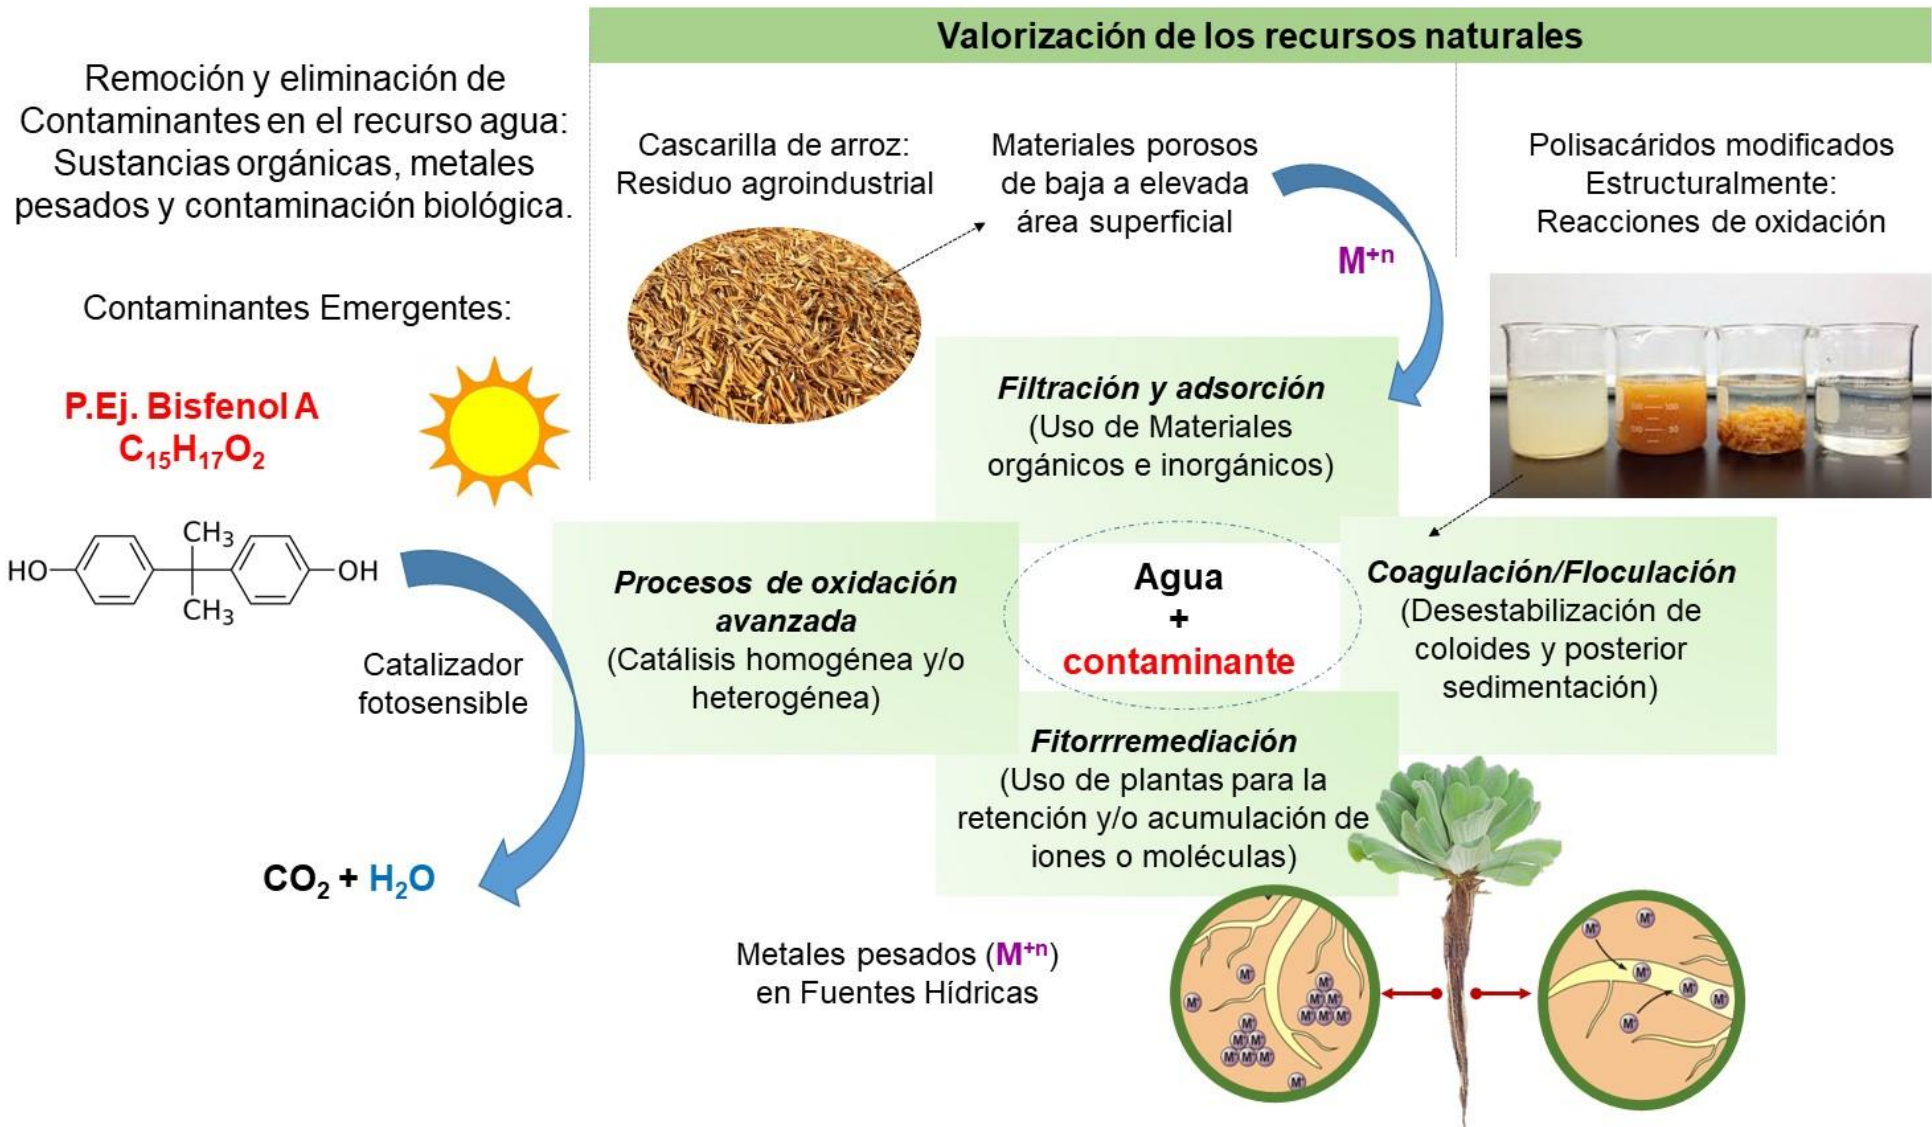 Valorización de los recursos naturales
Remoción y eliminación de
Contaminantes en el recurso agua:
Sustancias orgánicas, metales
pesados y contaminación biológica.
Contaminantes Emergentes:
P.Ej. Bisfenol A
C₁₅H₁₇O₂
HO
CH₃
CH₃
OH
Catalizador
fotosensible
CO₂ + H₂O
Cascarilla de arroz:
Residuo agroindustrial
Materiales porosos
de baja a elevada
área superficial
M⁺ⁿ
Polisacáridos modificados
Estructuralmente:
Reacciones de oxidación
Filtración y adsorción
(Uso de Materiales
orgánicos e inorgánicos)
Procesos de oxidación
avanzada
(Catálisis homogénea y/o
heterogénea)
Agua
+
contaminante
Coagulación/Floculación
(Desestabilización de
coloides y posterior
sedimentación)
Fitorrremediación
(Uso de plantas para la
retención y/o acumulación de
iones o moléculas)
Metales pesados (M⁺ⁿ)
en Fuentes Hídricas
M⁺
M⁺
M⁺
M⁺ M⁺
M⁺ M⁺ M⁺
M⁺
M⁺ M⁺
M⁺ M⁺ M⁺
M⁺
M⁺
M⁺
M⁺
M⁺
M⁺
M⁺